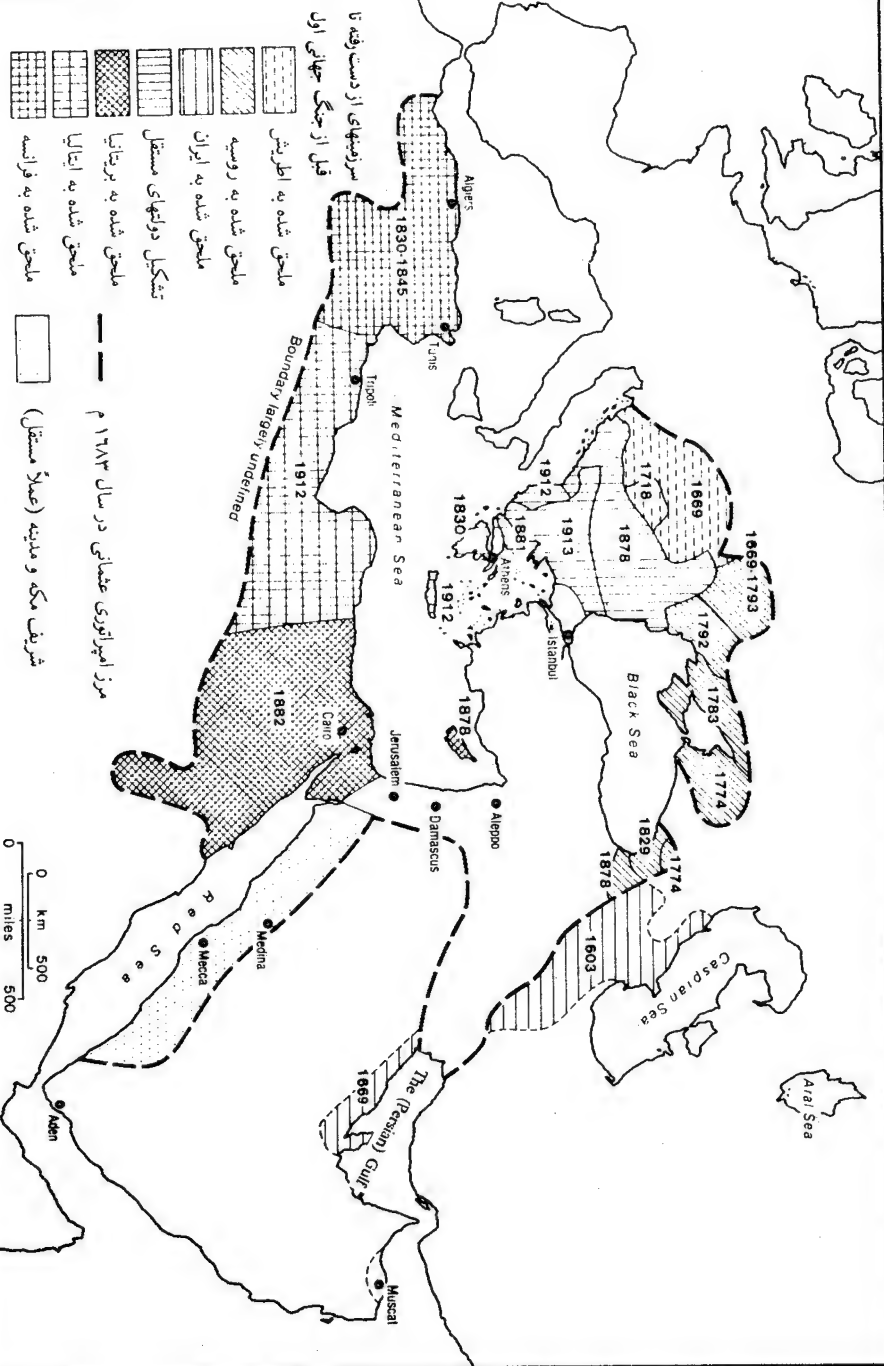 سرزمینهای از دست رفته تا
قبل از جنگ جهانی اول
ملحق شده به اطریش
ملحق شده به روسیه
ملحق شده به ایران
تشکیل دولتهای مستقل
ملحق شده به بریتانیا
ملحق شده به ایتالیا
ملحق شده به فرانسه
مرز امپراتوری عثمانی در سال ۱۶۸۳ م
شریف مکه و مدینه (عملاً مستقل)
Algiers
1830-1845
Tunis
Tripoli
Boundary largely undefined
1912
Mediterranean Sea
1669
1718
1912
1878
1913
1881
1830
Athens
1912
Istanbul
1669-1793
1792
1783
1774
Black Sea
1829
1878
1774
1603
Caspian Sea
Aral Sea
1878
Aleppo
Damascus
Jerusalem
Cairo
1882
Red Sea
Medina
Mecca
Aden
1669
The (Persian) Gulf
Muscat
0 km 500
0 miles 500